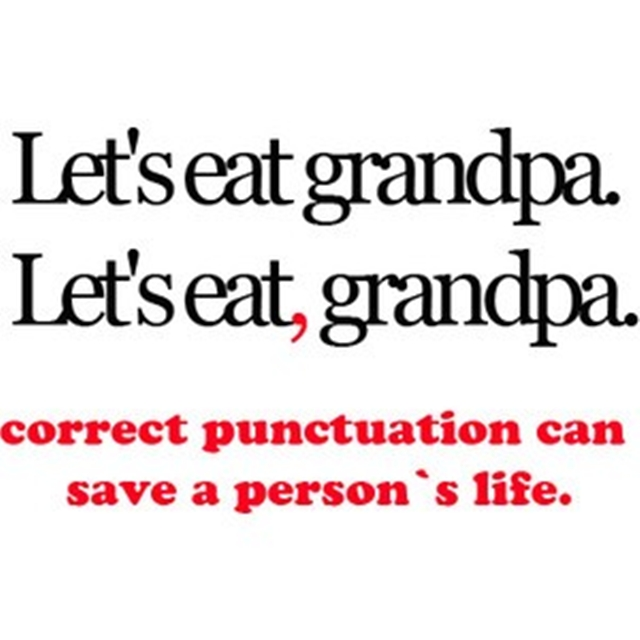 Let's eat grandpa.
Let's eat, grandpa.
correct punctuation can
save a person`s life.